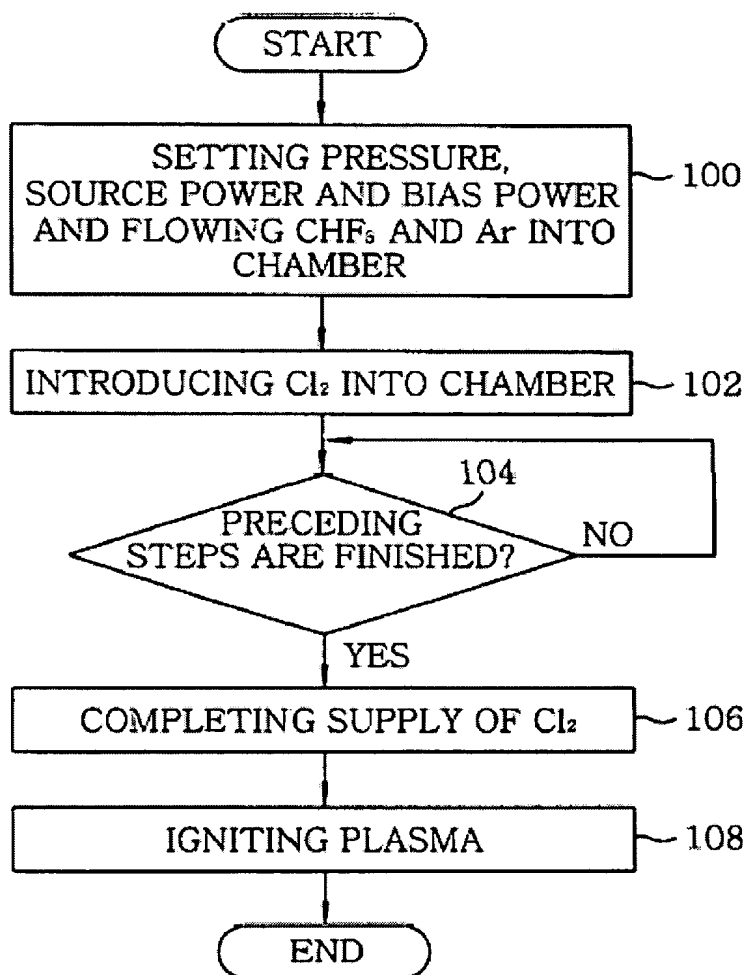 START
SETTING PRESSURE,
SOURCE POWER AND BIAS POWER
AND FLOWING CHF₃ AND Ar INTO
CHAMBER
100
INTRODUCING Cl₂ INTO CHAMBER
102
104
PRECEDING
STEPS ARE FINISHED?
NO
YES
COMPLETING SUPPLY OF Cl₂
106
IGNITING PLASMA
108
END